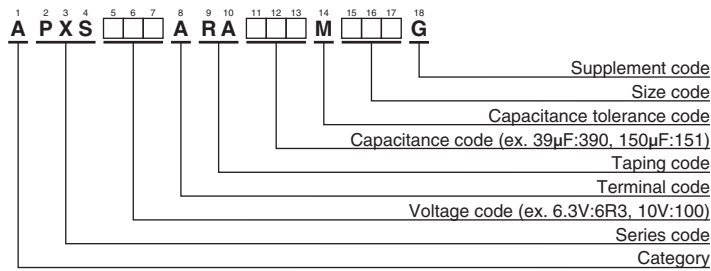 1 2 3 4 5 6 7 8 9 10 11 12 13 14 15 16 17 18
A P X S A R A M G
Supplement code
Size code
Capacitance tolerance code
Capacitance code (ex. 39µF:390, 150µF:151)
Taping code
Terminal code
Voltage code (ex. 6.3V:6R3, 10V:100)
Series code
Category